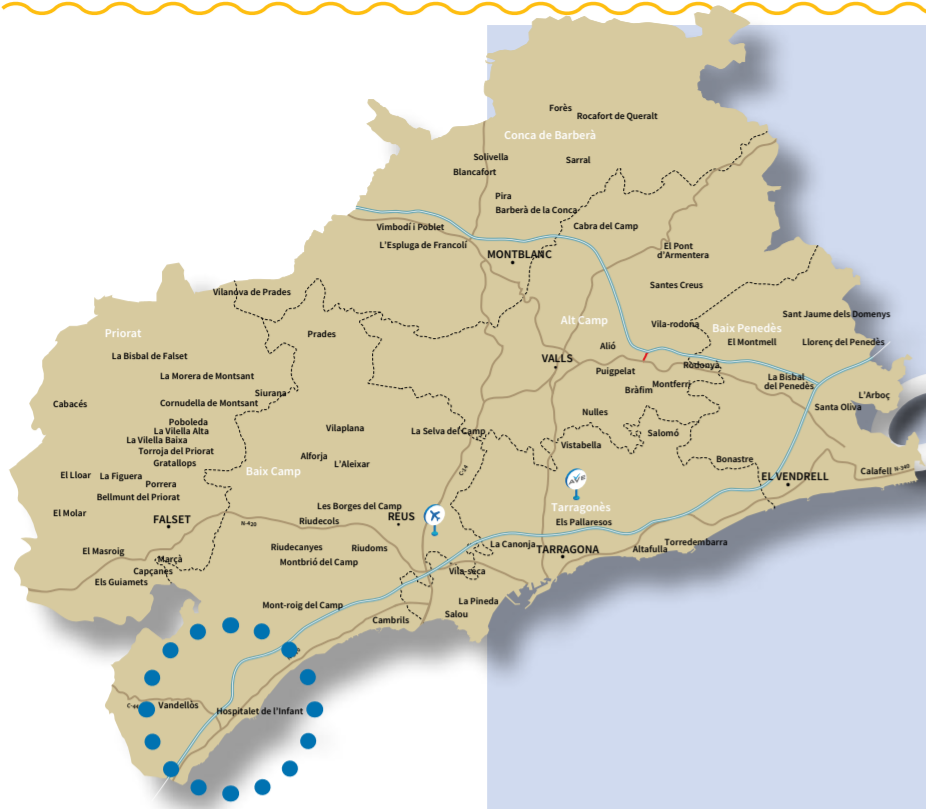 Forès
Rocafort de Queralt
Conca de Barberà
Solivella
Sarral
Blancafort
Pira
Barberà de la Conca
Vimbodí i Poblet
Cabra del Camp
L'Espluga de Francolí
MONTBLANC
El Pont
d'Armentera
Santes Creus
Vilanova de Prades
Sant Jaume dels Domenys
Priorat
Prades
Alt Camp
Vila-rodona
Baix Penedès
El Montmell
Llorenç del Penedès
La Bisbal de Falset
Alió
VALLS
Rodonyà
Puigpelat
La Morera de Montsant
Montferri
La Bisbal
del Penedès
Bràfim
Siurana
L'Arboç
Cabacés
Cornudella de Montsant
Santa Oliva
Nulles
Poboleda
La Vilella Alta
Vilaplana
La Selva del Camp
Salomó
La Vilella Baixa
Vistabella
Torroja del Priorat
Alforja
Bonastre
Gratallops
L'Aleixar
Baix Camp
C-14
Calafell
N-340
El Lloar
La Figuera
EL VENDRELL
Porrera
AVE
Bellmunt del Priorat
Les Borges del Camp
Tarragonès
El Molar
FALSET
N-420
Riudecols
REUS
Els Pallaresos
El Masroig
Riudecanyes
Riudoms
La Canonja
TARRAGONA
Altafulla
Torredembarra
Marçà
Montbrió del Camp
Capçanes
Vila-seca
Els Guiamets
Mont-roig del Camp
La Pineda
Cambrils
Salou
C-44
Vandellòs
Hospitalet de l'Infant